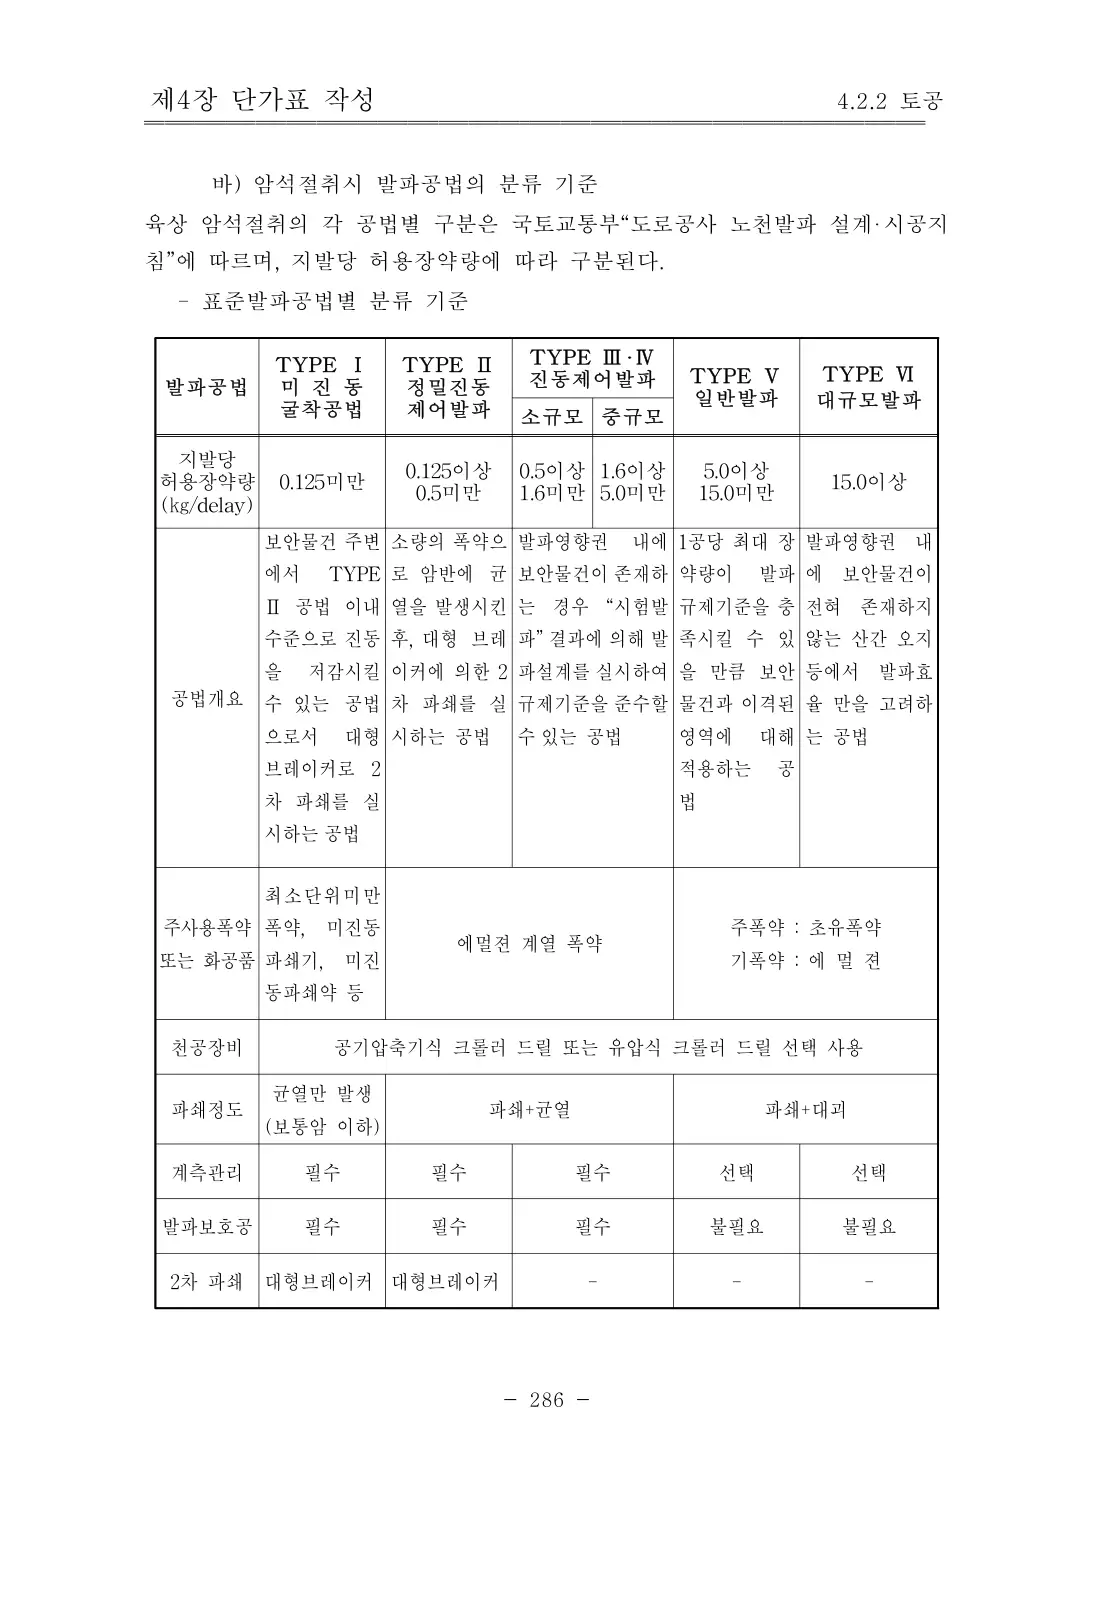 제4장 단가표 작성
4.2.2 토공
바) 암석절취시 발파공법의 분류 기준
육상 암석절취의 각 공법별 구분은 국토교통부“도로공사 노천발파 설계·시공지
침”에 따르며, 지발당 허용장약량에 따라 구분된다.
- 표준발파공법별 분류 기준
발파공법
TYPE Ⅰ
미 진 동
굴착공법
TYPE Ⅱ
정밀진동
제어발파
TYPE Ⅲ·Ⅳ
진동제어발파
소규모
중규모
TYPE Ⅴ
일반발파
TYPE Ⅵ
대규모발파
지발당
허용장약량
(㎏/delay)
0.125미만
0.125이상
0.5미만
0.5이상
1.6미만
1.6이상
5.0미만
5.0이상
15.0미만
15.0이상
공법개요
보안물건 주변
에서 TYPE
Ⅱ 공법 이내
수준으로 진동
을 저감시킬
수 있는 공법
으로서 대형
브레이커로 2
차 파쇄를 실
시하는 공법
소량의 폭약으
로 암반에 균
열을 발생시킨
후, 대형 브레
이커에 의한 2
차 파쇄를 실
시하는 공법
발파영향권 내에
보안물건이 존재하
는 경우 “시험발
파” 결과에 의해 발
파설계를 실시하여
규제기준을 준수할
수 있는 공법
1공당 최대 장
약량이 발파
규제기준을 충
족시킬 수 있
을 만큼 보안
물건과 이격된
영역에 대해
적용하는 공
법
발파영향권 내
에 보안물건이
전혀 존재하지
않는 산간 오지
등에서 발파효
율 만을 고려하
는 공법
주사용폭약
또는 화공품
최소단위미만
폭약, 미진동
파쇄기, 미진
동파쇄약 등
에멀젼 계열 폭약
주폭약 : 초유폭약
기폭약 : 에 멀 젼
천공장비
공기압축기식 크롤러 드릴 또는 유압식 크롤러 드릴 선택 사용
파쇄정도
균열만 발생
(보통암 이하)
파쇄+균열
파쇄+대괴
계측관리 필수 필수 필수 선택 선택
발파보호공 필수 필수 필수 불필요 불필요
2차 파쇄 대형브레이커 대형브레이커 - - -
- 286 -